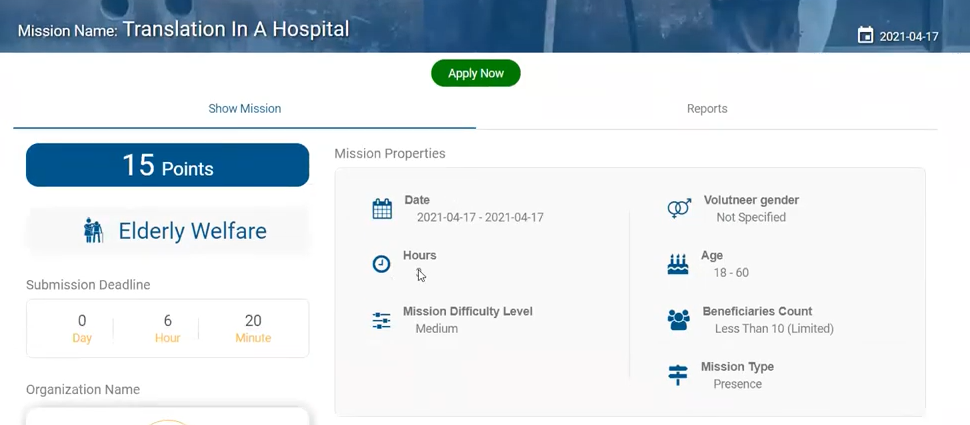 Mission Name: Translation In A Hospital
2021-04-17
Apply Now
Show Mission
Reports
15 Points
Elderly Welfare
Submission Deadline
0 6 20
Day Hour Minute
Organization Name
Mission Properties
Date
2021-04-17 - 2021-04-17
Hours
Mission Difficulty Level
Medium
Volutneer gender
Not Specified
Age
18 - 60
Beneficiaries Count
Less Than 10 (Limited)
Mission Type
Presence